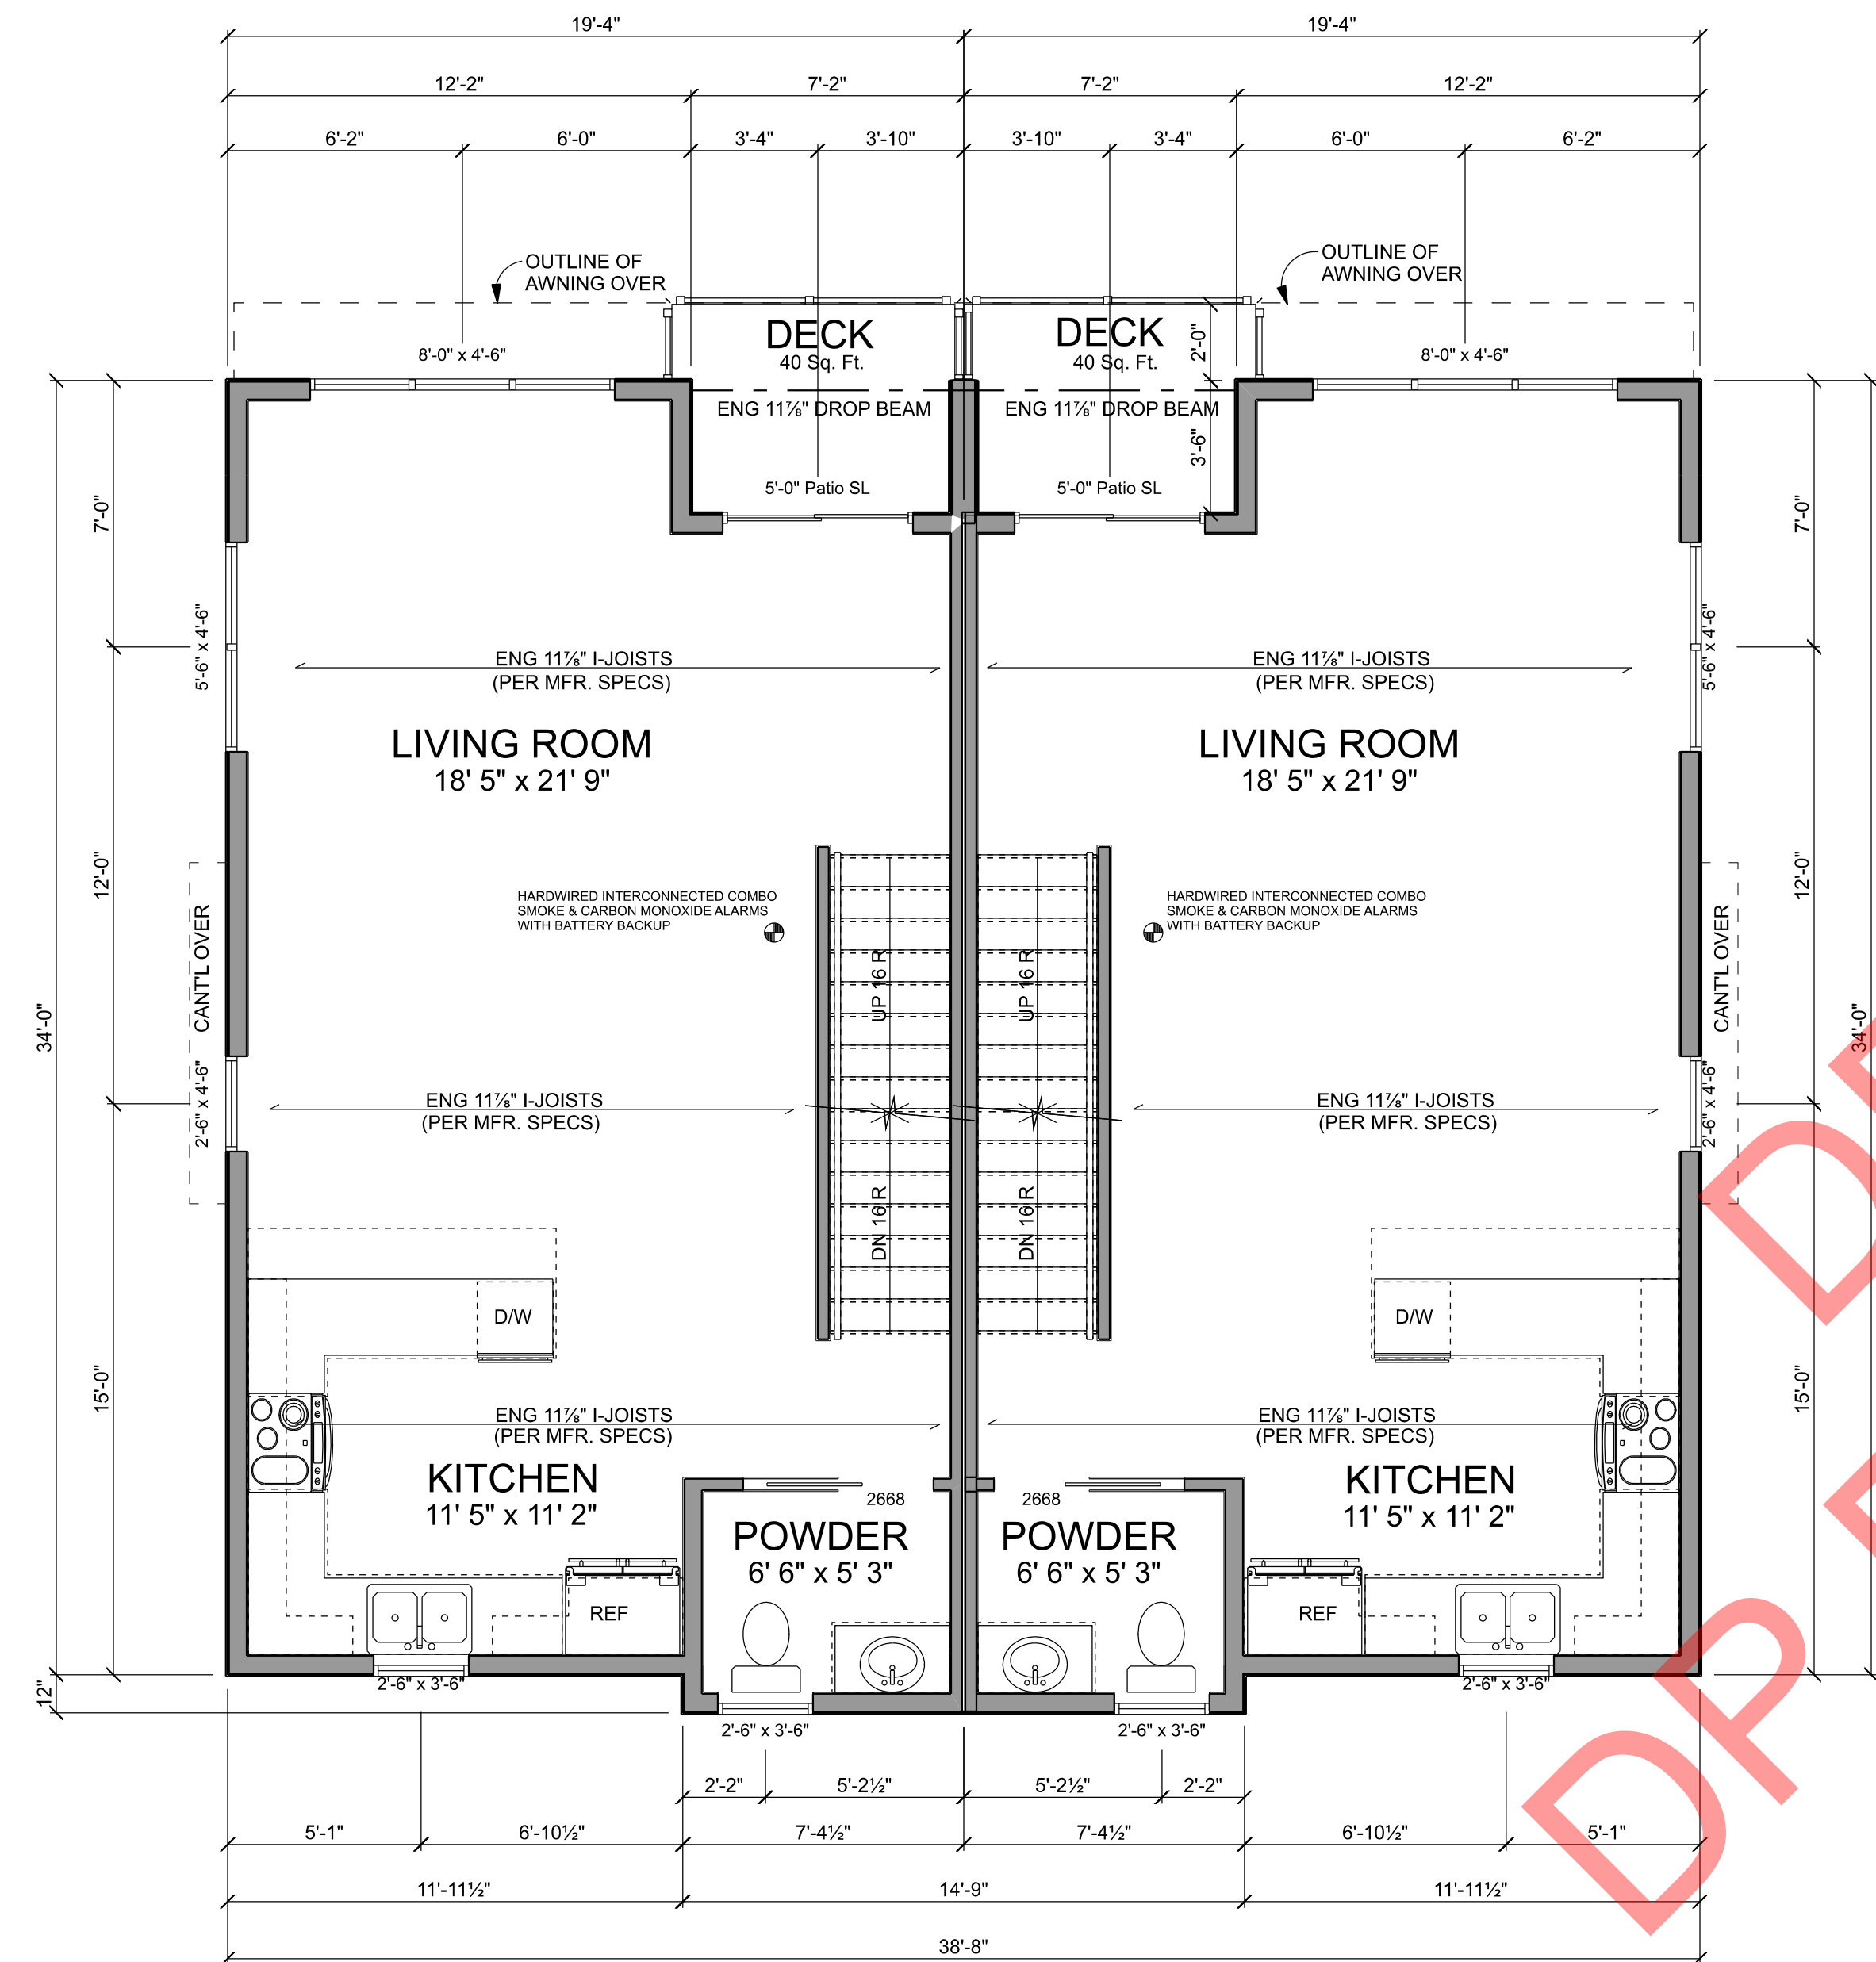 19'-4" 19'-4"
12'-2" 7'-2" 7'-2" 12'-2"
6'-2" 6'-0" 3'-4" 3'-10" 3'-10" 3'-4" 6'-0" 6'-2"
OUTLINE OF
AWNING OVER
OUTLINE OF
AWNING OVER
8'-0" x 4'-6"
DECK
40 Sq. Ft.
DECK
40 Sq. Ft.
2'-0"
8'-0" x 4'-6"
ENG 11⅞" DROP BEAM
ENG 11⅞" DROP BEAM
3'-6"
5'-0" Patio SL
5'-0" Patio SL
7'-0"
7'-0"
5'-6" x 4'-6"
5'-6" x 4'-6"
ENG 11⅞" I-JOISTS
(PER MFR. SPECS)
ENG 11⅞" I-JOISTS
(PER MFR. SPECS)
LIVING ROOM
18' 5" x 21' 9"
LIVING ROOM
18' 5" x 21' 9"
12'-0"
12'-0"
HARDWIRED INTERCONNECTED COMBO
SMOKE & CARBON MONOXIDE ALARMS
WITH BATTERY BACKUP
HARDWIRED INTERCONNECTED COMBO
SMOKE & CARBON MONOXIDE ALARMS
WITH BATTERY BACKUP
CANT'L OVER
CANT'L OVER
UP 16 R
UP 16 R
34'-0"
34'-0"
2'-6" x 4'-6"
2'-6" x 4'-6"
ENG 11⅞" I-JOISTS
(PER MFR. SPECS)
ENG 11⅞" I-JOISTS
(PER MFR. SPECS)
DN 16 R
DN 16 R
D/W
D/W
15'-0"
15'-0"
ENG 11⅞" I-JOISTS
(PER MFR. SPECS)
ENG 11⅞" I-JOISTS
(PER MFR. SPECS)
KITCHEN
11' 5" x 11' 2"
KITCHEN
11' 5" x 11' 2"
2668
2668
POWDER
6' 6" x 5' 3"
POWDER
6' 6" x 5' 3"
REF
REF
12"
2'-6" x 3'-6"
2'-6" x 3'-6"
2'-6" x 3'-6"
2'-6" x 3'-6"
2'-2" 5'-2½" 5'-2½" 2'-2"
5'-1" 6'-10½" 7'-4½" 7'-4½" 6'-10½" 5'-1"
11'-11½" 14'-9" 11'-11½"
38'-8"
DP